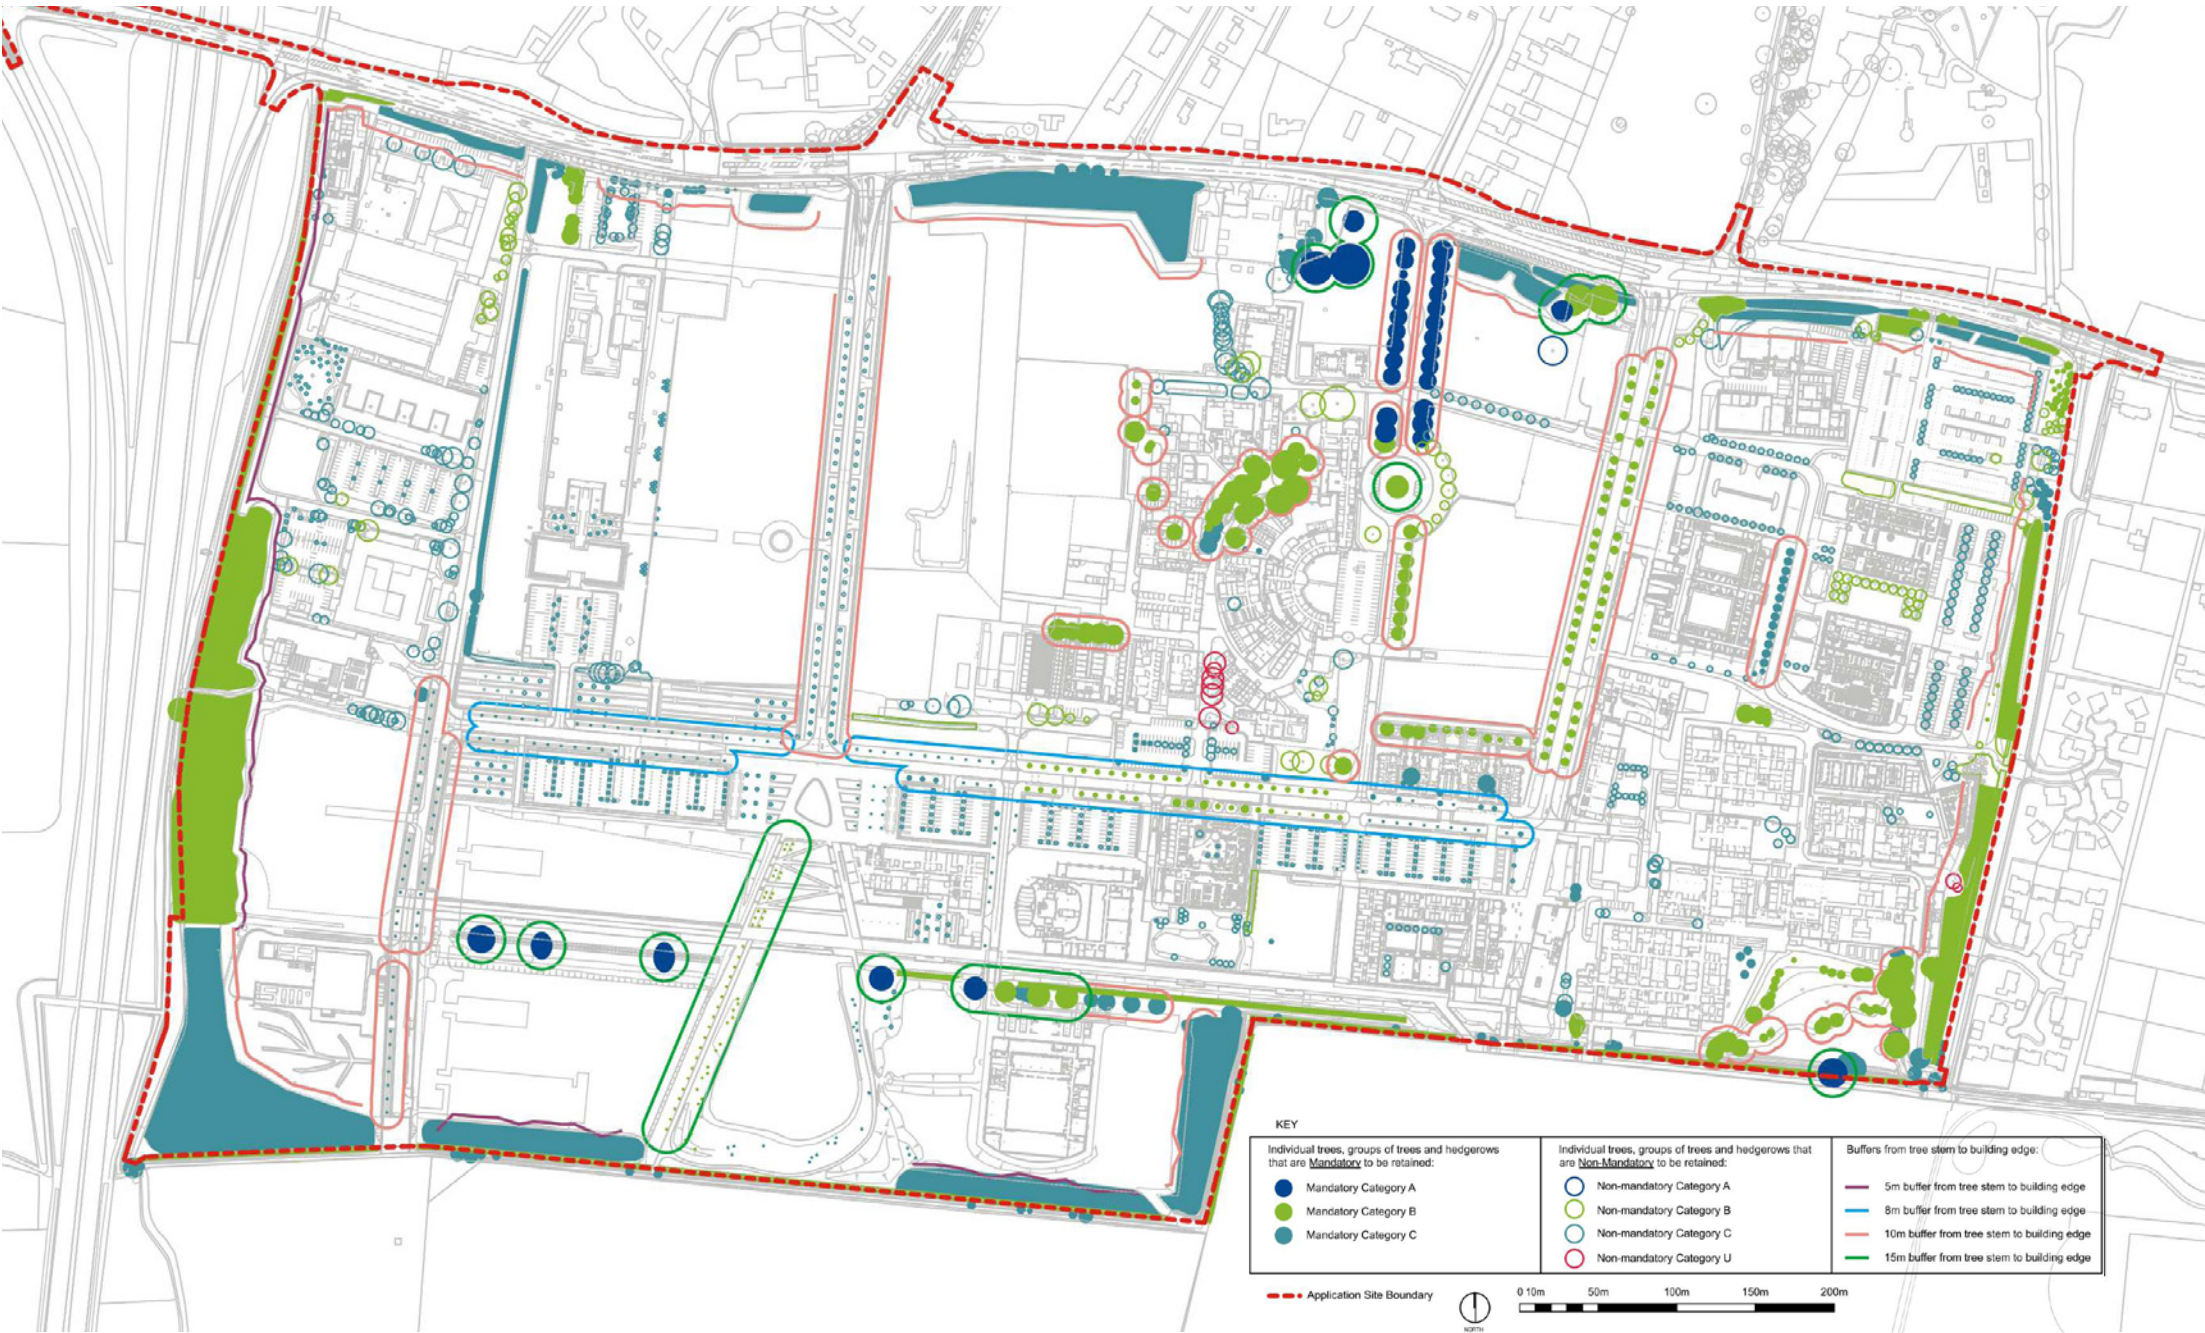 KEY
Individual trees, groups of trees and hedgerows
that are Mandatory to be retained:
Mandatory Category A
Mandatory Category B
Mandatory Category C
Individual trees, groups of trees and hedgerows that
are Non-Mandatory to be retained:
Non-mandatory Category A
Non-mandatory Category B
Non-mandatory Category C
Non-mandatory Category U
Buffers from tree stem to building edge:
5m buffer from tree stem to building edge
8m buffer from tree stem to building edge
10m buffer from tree stem to building edge
15m buffer from tree stem to building edge
Application Site Boundary
NORTH
0 10m 50m 100m 150m 200m